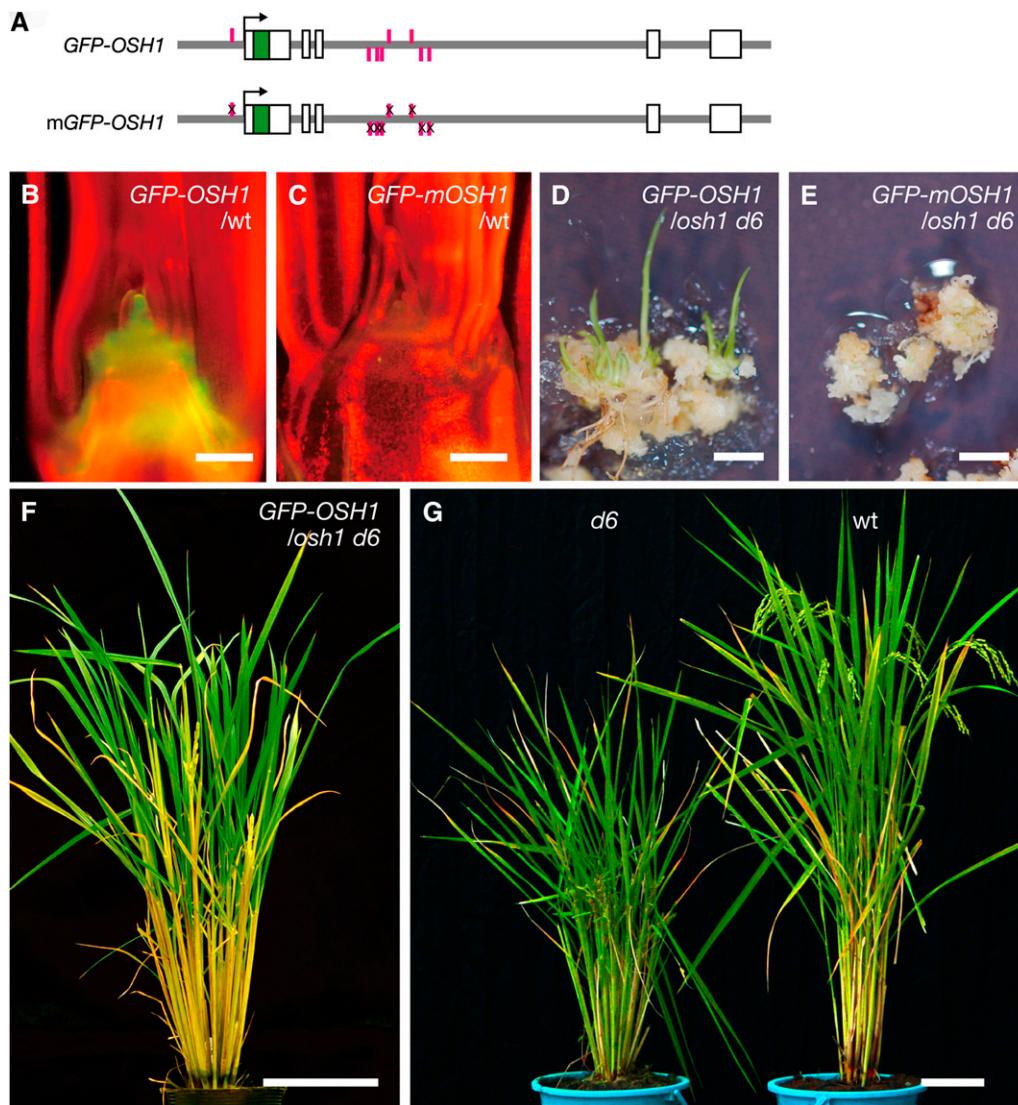 A
GFP-OSH1
mGFP-OSH1
B
GFP-OSH1
/wt
C
GFP-mOSH1
/wt
D
GFP-OSH1
/osh1 d6
E
GFP-mOSH1
/osh1 d6
F
GFP-OSH1
/osh1 d6
G
d6
wt